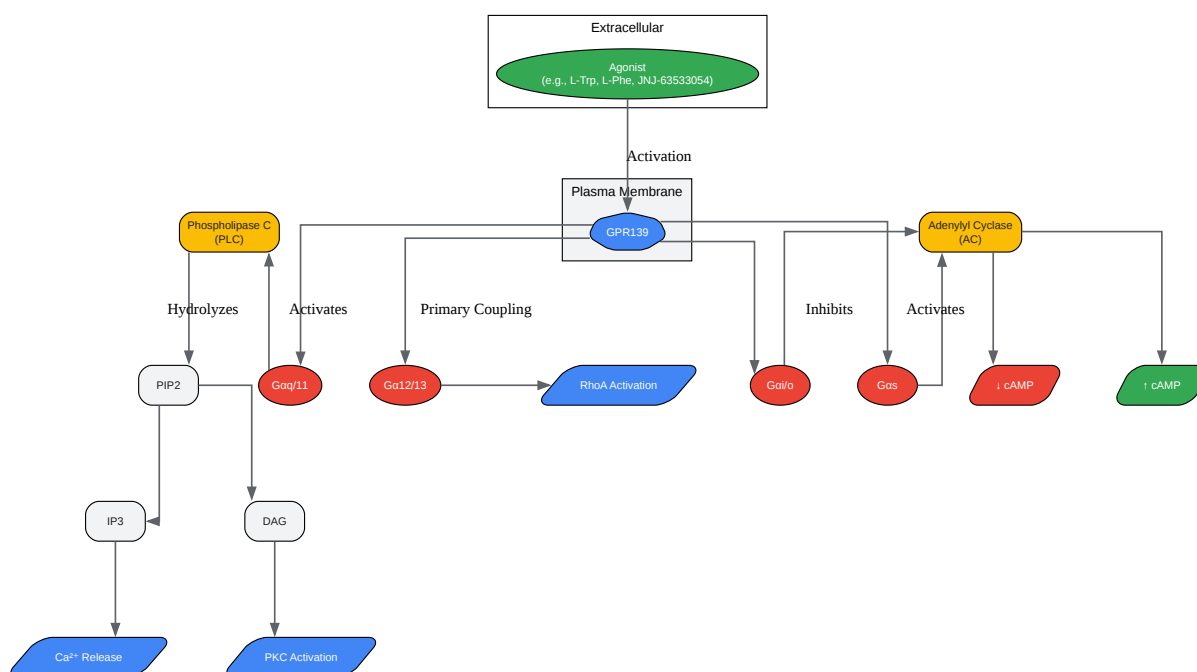 Extracellular
Agonist
(e.g., L-Trp, L-Phe, JNJ-63533054)
Activation
Plasma Membrane
GPR139
Phospholipase C
(PLC)
Adenylyl Cyclase
(AC)
Hydrolyzes
Activates
Primary Coupling
Inhibits
Activates
PIP2
Gαq/11
Gα12/13
RhoA Activation
Gαi/o
Gαs
↓ cAMP
↑ cAMP
IP3
DAG
Ca²⁺ Release
PKC Activation